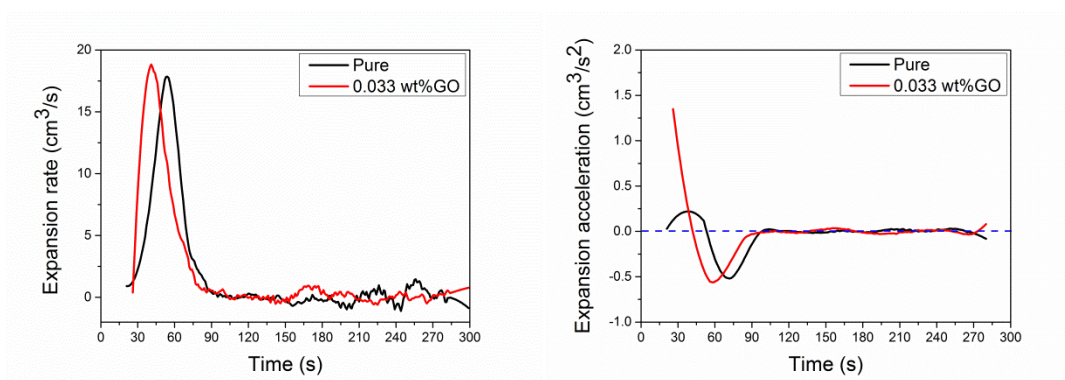 20
15
10
5
0
0 30 60 90 120 150 180 210 240 270 300
Expansion rate (cm³/s)
Time (s)
Pure
0.033 wt%GO
2.0
1.5
1.0
0.5
0.0
-0.5
-1.0
0 30 60 90 120 150 180 210 240 270 300
Expansion acceleration (cm³/s²)
Time (s)
Pure
0.033 wt%GO